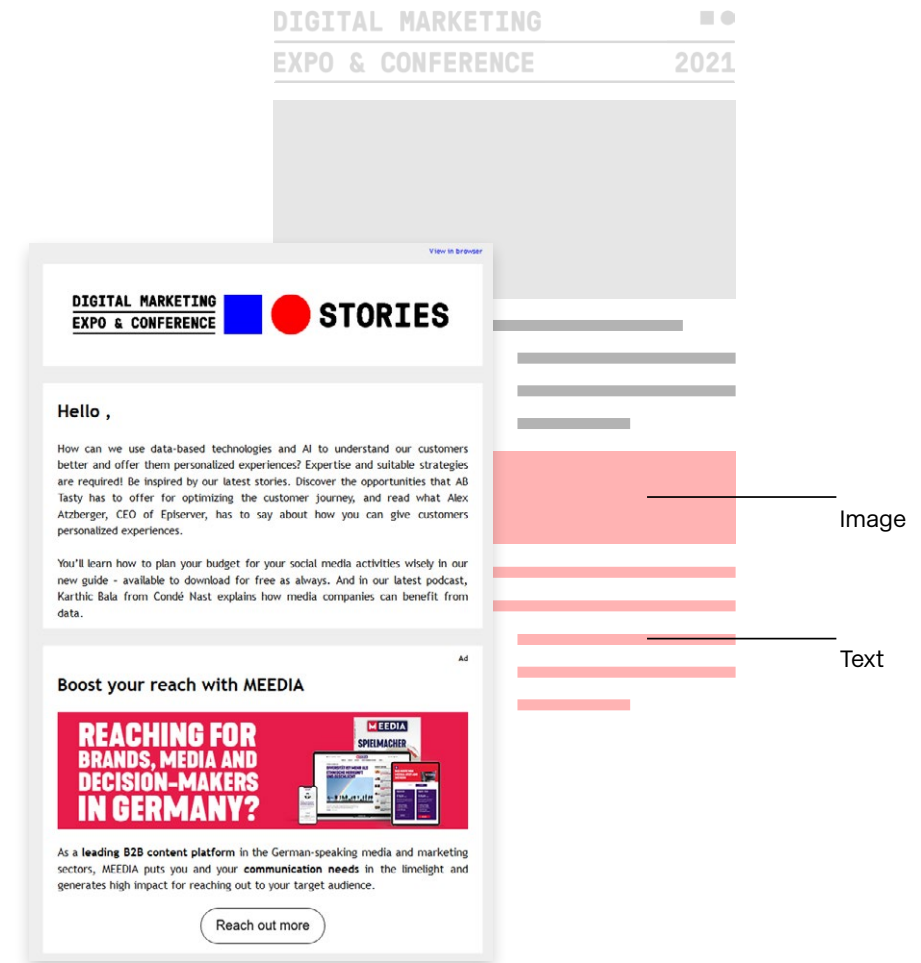 DIGITAL MARKETING
EXPO & CONFERENCE 2021
View in browser
DIGITAL MARKETING
EXPO & CONFERENCE
STORIES
Hello ,
How can we use data-based technologies and AI to understand our customers
better and offer them personalized experiences? Expertise and suitable strategies
are required! Be inspired by our latest stories. Discover the opportunities that AB
Tasty has to offer for optimizing the customer journey, and read what Alex
Atzberger, CEO of Episerver, has to say about how you can give customers
personalized experiences.
You'll learn how to plan your budget for your social media activities wisely in our
new guide – available to download for free as always. And in our latest podcast,
Karthic Bala from Condé Nast explains how media companies can benefit from
data.
Ad
Boost your reach with MEEDIA
REACHING FOR
BRANDS, MEDIA AND
DECISION-MAKERS
IN GERMANY?
MEEDIA
SPIELMACHER
As a leading B2B content platform in the German-speaking media and marketing
sectors, MEEDIA puts you and your communication needs in the limelight and
generates high impact for reaching out to your target audience.
Reach out more
Image
Text